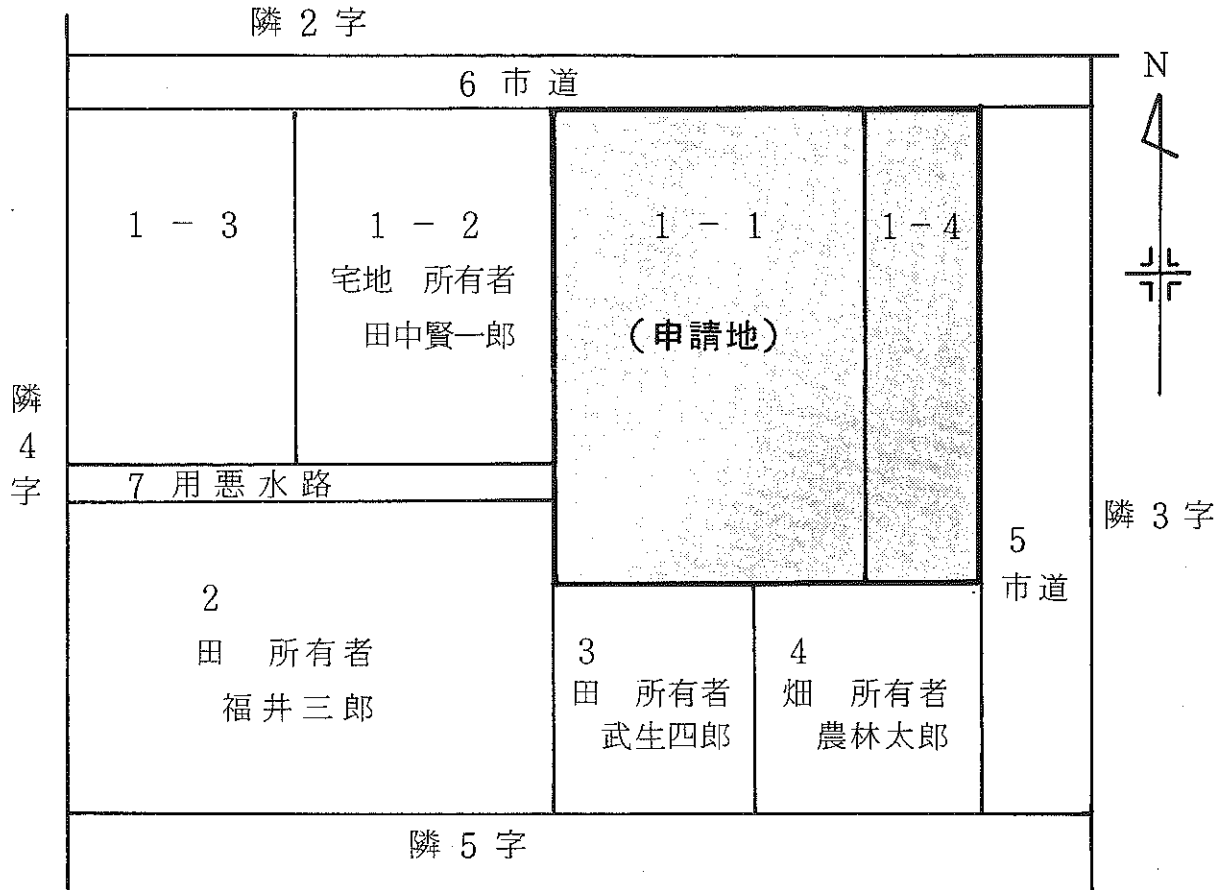 隣 2 字
6 市 道
N
1 － 3
1 － 2
宅地 所有者
田中賢一郎
1 － 1
（申請地）
1－4
隣
4
字
7 用 悪 水 路
隣 3 字
5
市道
2
田 所有者
福井三郎
3
田 所有者
武生四郎
4
畑 所有者
農林太郎
隣 5 字